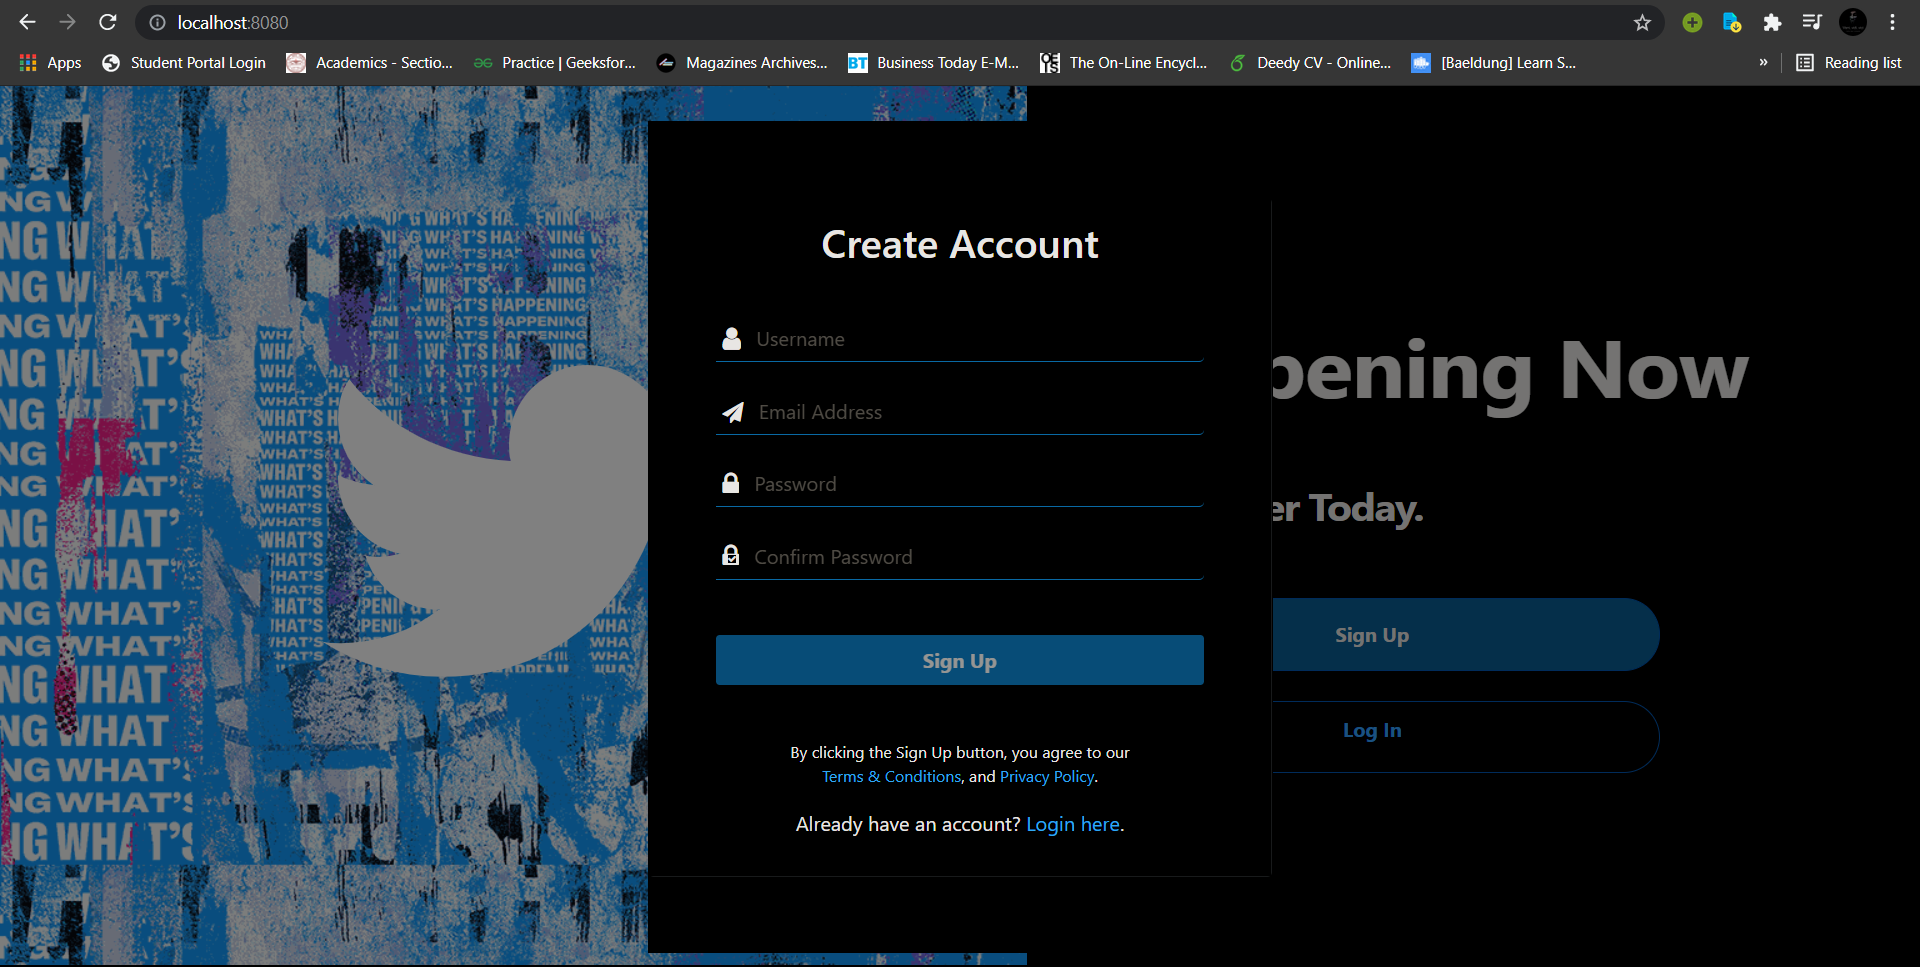 localhost:8080
Apps
Student Portal Login
Academics - Sectio...
Practice | Geeksfor...
Magazines Archives...
BT
Business Today E-M...
The On-Line Encycl...
Deedy CV - Online...
[Baeldung] Learn S...
»
Reading list
Create Account
Username
Email Address
Password
Confirm Password
Sign Up
By clicking the Sign Up button, you agree to our
Terms & Conditions, and Privacy Policy.
Already have an account? Login here.
pening Now
er Today.
Sign Up
Log In
NG WHAT'S
WHAT'S HAPPENING